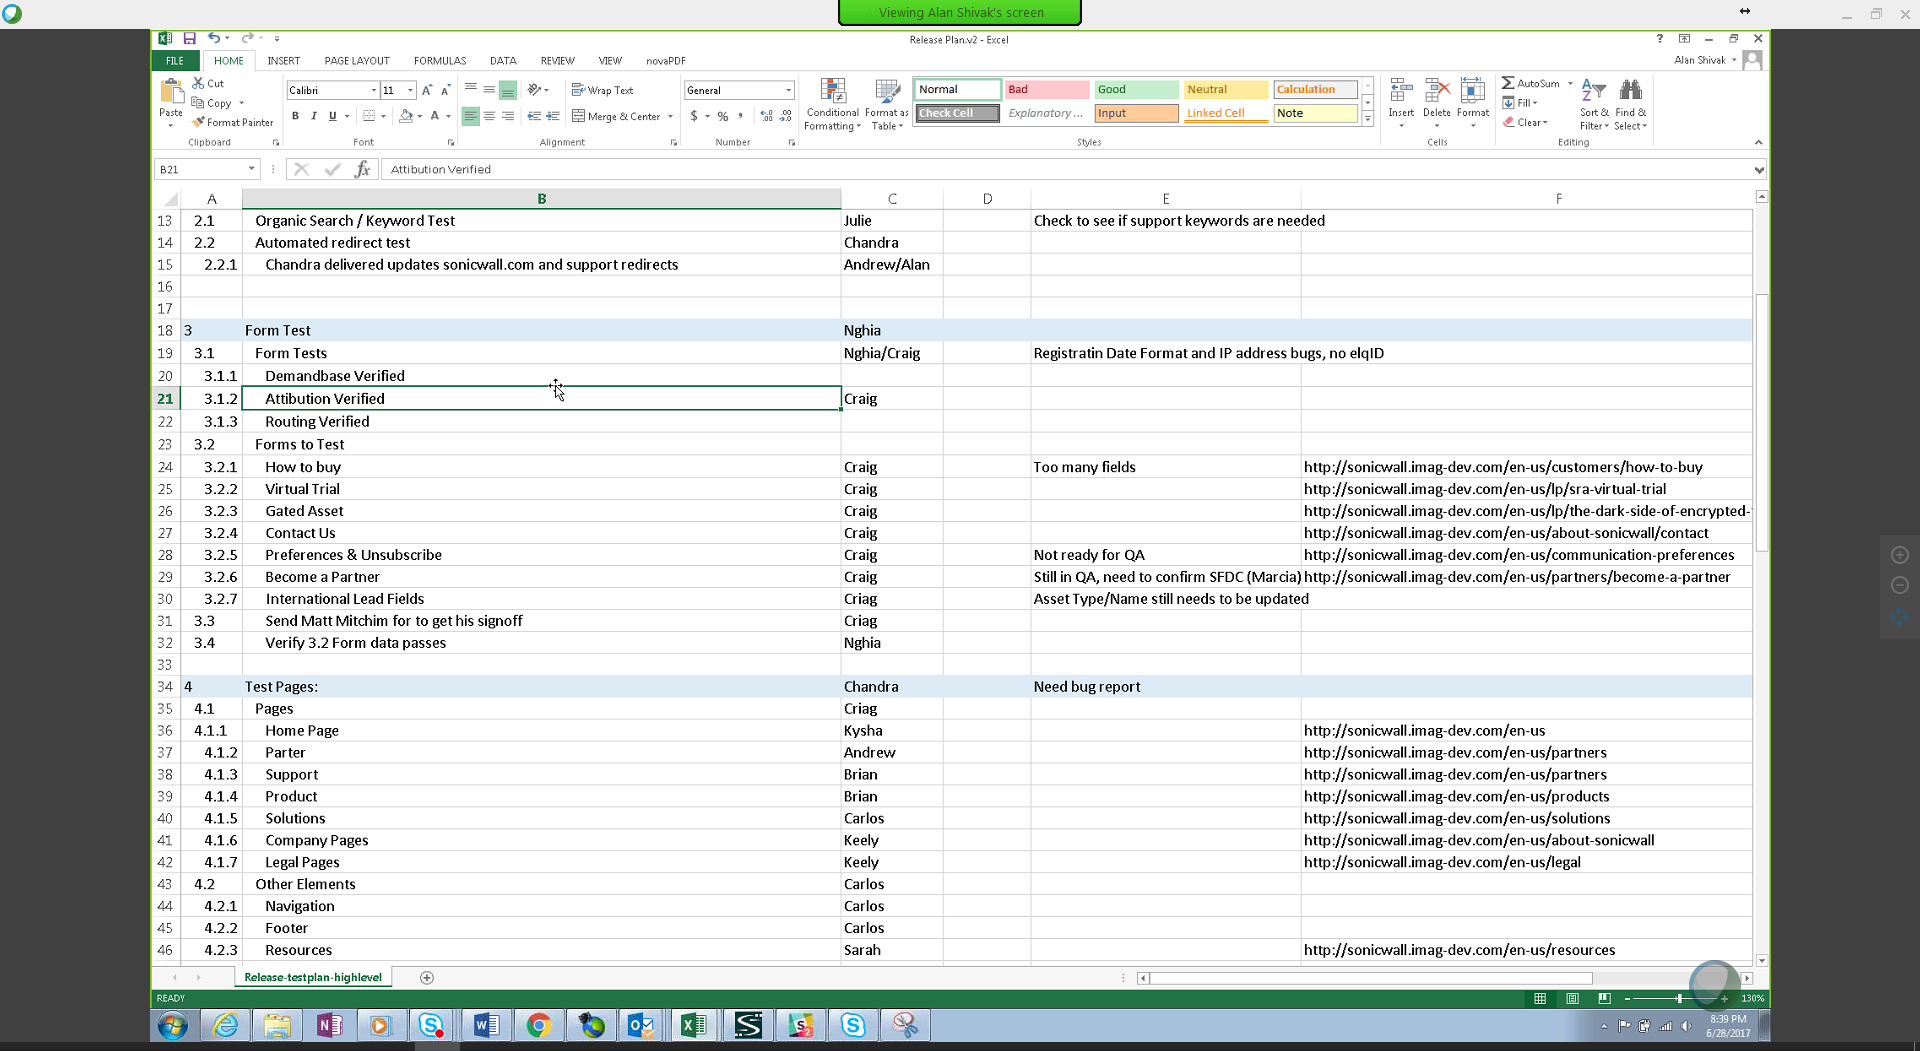 Viewing Alan Shivak's screen
Release Plan.v2 - Excel
FILE HOME INSERT PAGE LAYOUT FORMULAS DATA REVIEW VIEW novaPDF
Alan Shivak
Paste Cut Copy Format Painter
Calibri 11
B I U
Wrap Text
Merge & Center
General
$ % ,
Conditional Formatting
Format as Table
Normal Bad Good Neutral Calculation
Check Cell Explanatory ... Input Linked Cell Note
Insert Delete Format
AutoSum
Fill
Clear
Sort & Filter
Find & Select
Clipboard Font Alignment Number Styles Cells Editing
B21 fx Attibution Verified
A B C D E F
13 2.1 Organic Search / Keyword Test Julie Check to see if support keywords are needed
14 2.2 Automated redirect test Chandra
15 2.2.1 Chandra delivered updates sonicwall.com and support redirects Andrew/Alan
16
17
18 3 Form Test Nghia
19 3.1 Form Tests Nghia/Craig Registratin Date Format and IP address bugs, no elqID
20 3.1.1 Demandbase Verified
21 3.1.2 Attibution Verified Craig
22 3.1.3 Routing Verified
23 3.2 Forms to Test
24 3.2.1 How to buy Craig Too many fields http://sonicwall.imag-dev.com/en-us/customers/how-to-buy
25 3.2.2 Virtual Trial Craig http://sonicwall.imag-dev.com/en-us/lp/sra-virtual-trial
26 3.2.3 Gated Asset Craig http://sonicwall.imag-dev.com/en-us/lp/the-dark-side-of-encrypted-
27 3.2.4 Contact Us Craig http://sonicwall.imag-dev.com/en-us/about-sonicwall/contact
28 3.2.5 Preferences & Unsubscribe Craig Not ready for QA http://sonicwall.imag-dev.com/en-us/communication-preferences
29 3.2.6 Become a Partner Craig Still in QA, need to confirm SFDC (Marcia) http://sonicwall.imag-dev.com/en-us/partners/become-a-partner
30 3.2.7 International Lead Fields Criag Asset Type/Name still needs to be updated
31 3.3 Send Matt Mitchim for to get his signoff Criag
32 3.4 Verify 3.2 Form data passes Nghia
33
34 4 Test Pages: Chandra Need bug report
35 4.1 Pages Criag
36 4.1.1 Home Page Kysha http://sonicwall.imag-dev.com/en-us
37 4.1.2 Parter Andrew http://sonicwall.imag-dev.com/en-us/partners
38 4.1.3 Support Brian http://sonicwall.imag-dev.com/en-us/partners
39 4.1.4 Product Brian http://sonicwall.imag-dev.com/en-us/products
40 4.1.5 Solutions Carlos http://sonicwall.imag-dev.com/en-us/solutions
41 4.1.6 Company Pages Keely http://sonicwall.imag-dev.com/en-us/about-sonicwall
42 4.1.7 Legal Pages Keely http://sonicwall.imag-dev.com/en-us/legal
43 4.2 Other Elements Carlos
44 4.2.1 Navigation Carlos
45 4.2.2 Footer Carlos
46 4.2.3 Resources Sarah http://sonicwall.imag-dev.com/en-us/resources
Release-testplan-highlevel
READY
130%
8:39 PM
6/28/2017